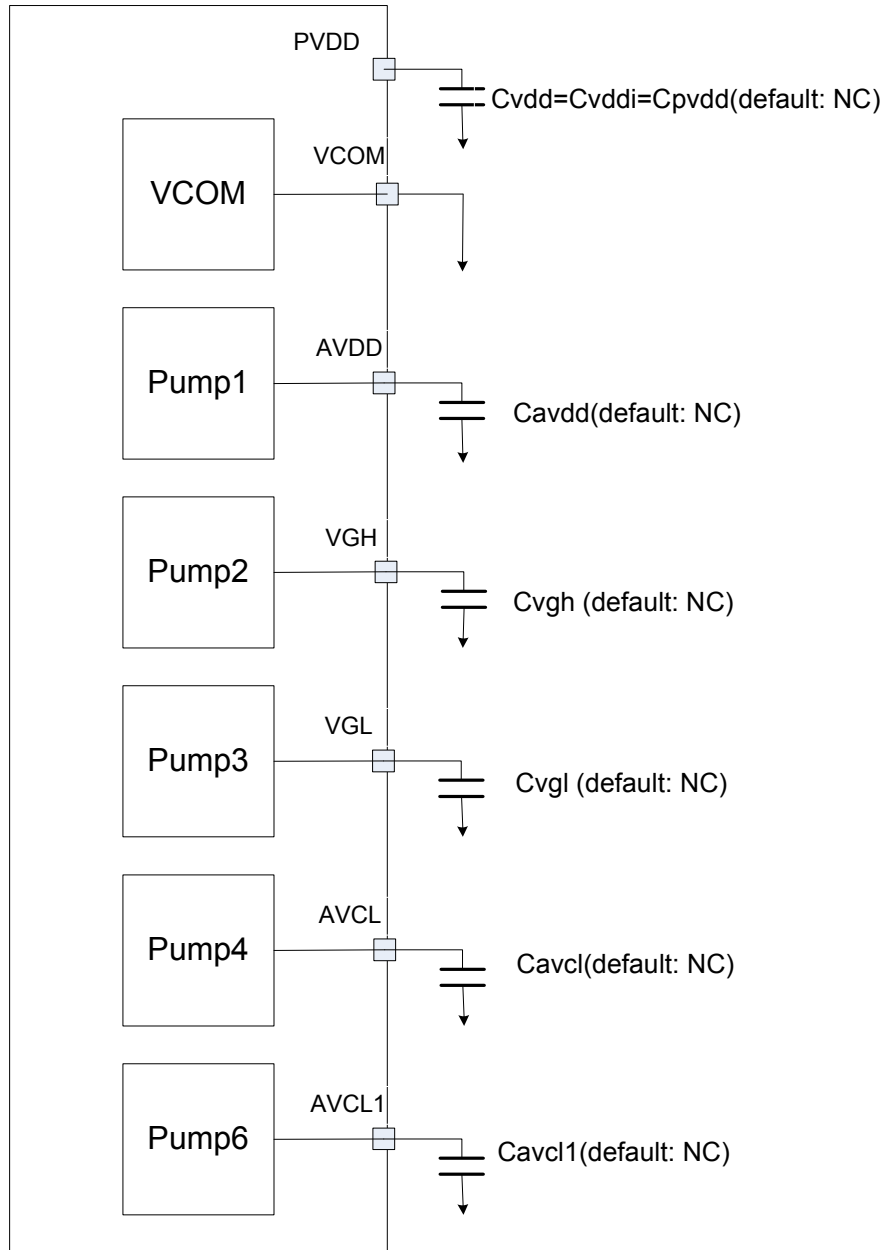 PVDD
Cvdd=Cvddi=Cpvdd(default: NC)
VCOM
VCOM
AVDD
Pump1
Cavdd(default: NC)
VGH
Pump2
Cvgh (default: NC)
VGL
Pump3
Cvgl (default: NC)
AVCL
Pump4
Cavcl(default: NC)
AVCL1
Pump6
Cavcl1(default: NC)